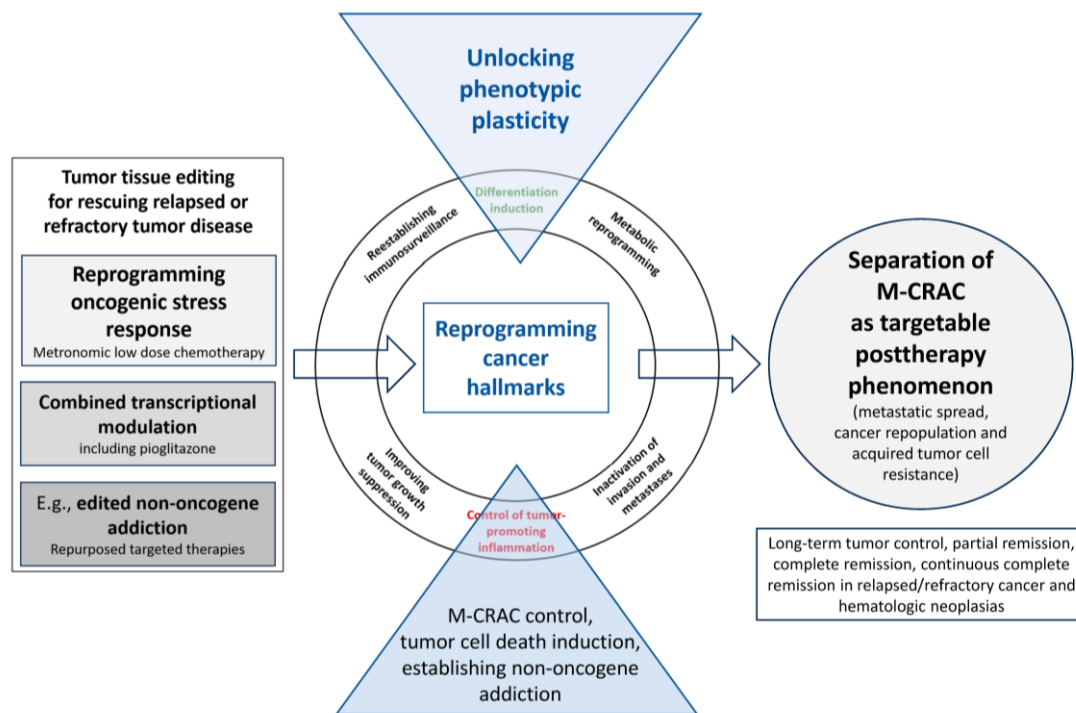 Unlocking
phenotypic
plasticity
Tumor tissue editing
for rescuing relapsed or
refractory tumor disease
Reprogramming
oncogenic stress
response
Metronomic low dose chemotherapy
Combined transcriptional
modulation
including pioglitazone
E.g., edited non-oncogene
addiction
Repurposed targeted therapies
Differentiation
induction
Reestablishing
immunosurveillance
Metabolic
reprogramming
Reprogramming
cancer
hallmarks
Improving
tumor growth
suppression
Inactivation of
invasion and
metastases
Control of tumor-
promoting
inflammation
M-CRAC control,
tumor cell death induction,
establishing non-oncogene
addiction
Separation of
M-CRAC
as targetable
posttherapy
phenomenon
(metastatic spread,
cancer repopulation and
acquired tumor cell
resistance)
Long-term tumor control, partial remission,
complete remission, continuous complete
remission in relapsed/refractory cancer and
hematologic neoplasias